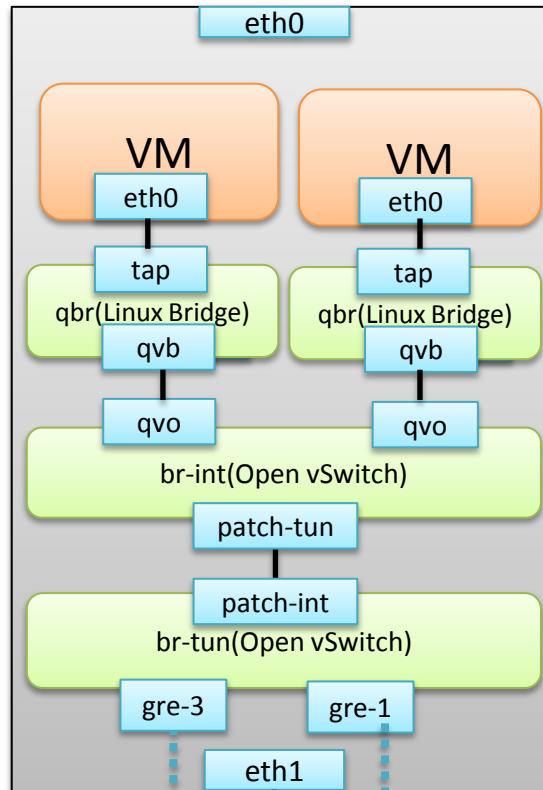 eth0
VM
VM
eth0
eth0
tap
tap
qbr(Linux Bridge)
qbr(Linux Bridge)
qvb
qvb
qvo
qvo
br-int(Open vSwitch)
patch-tun
patch-int
br-tun(Open vSwitch)
gre-3
gre-1
eth1